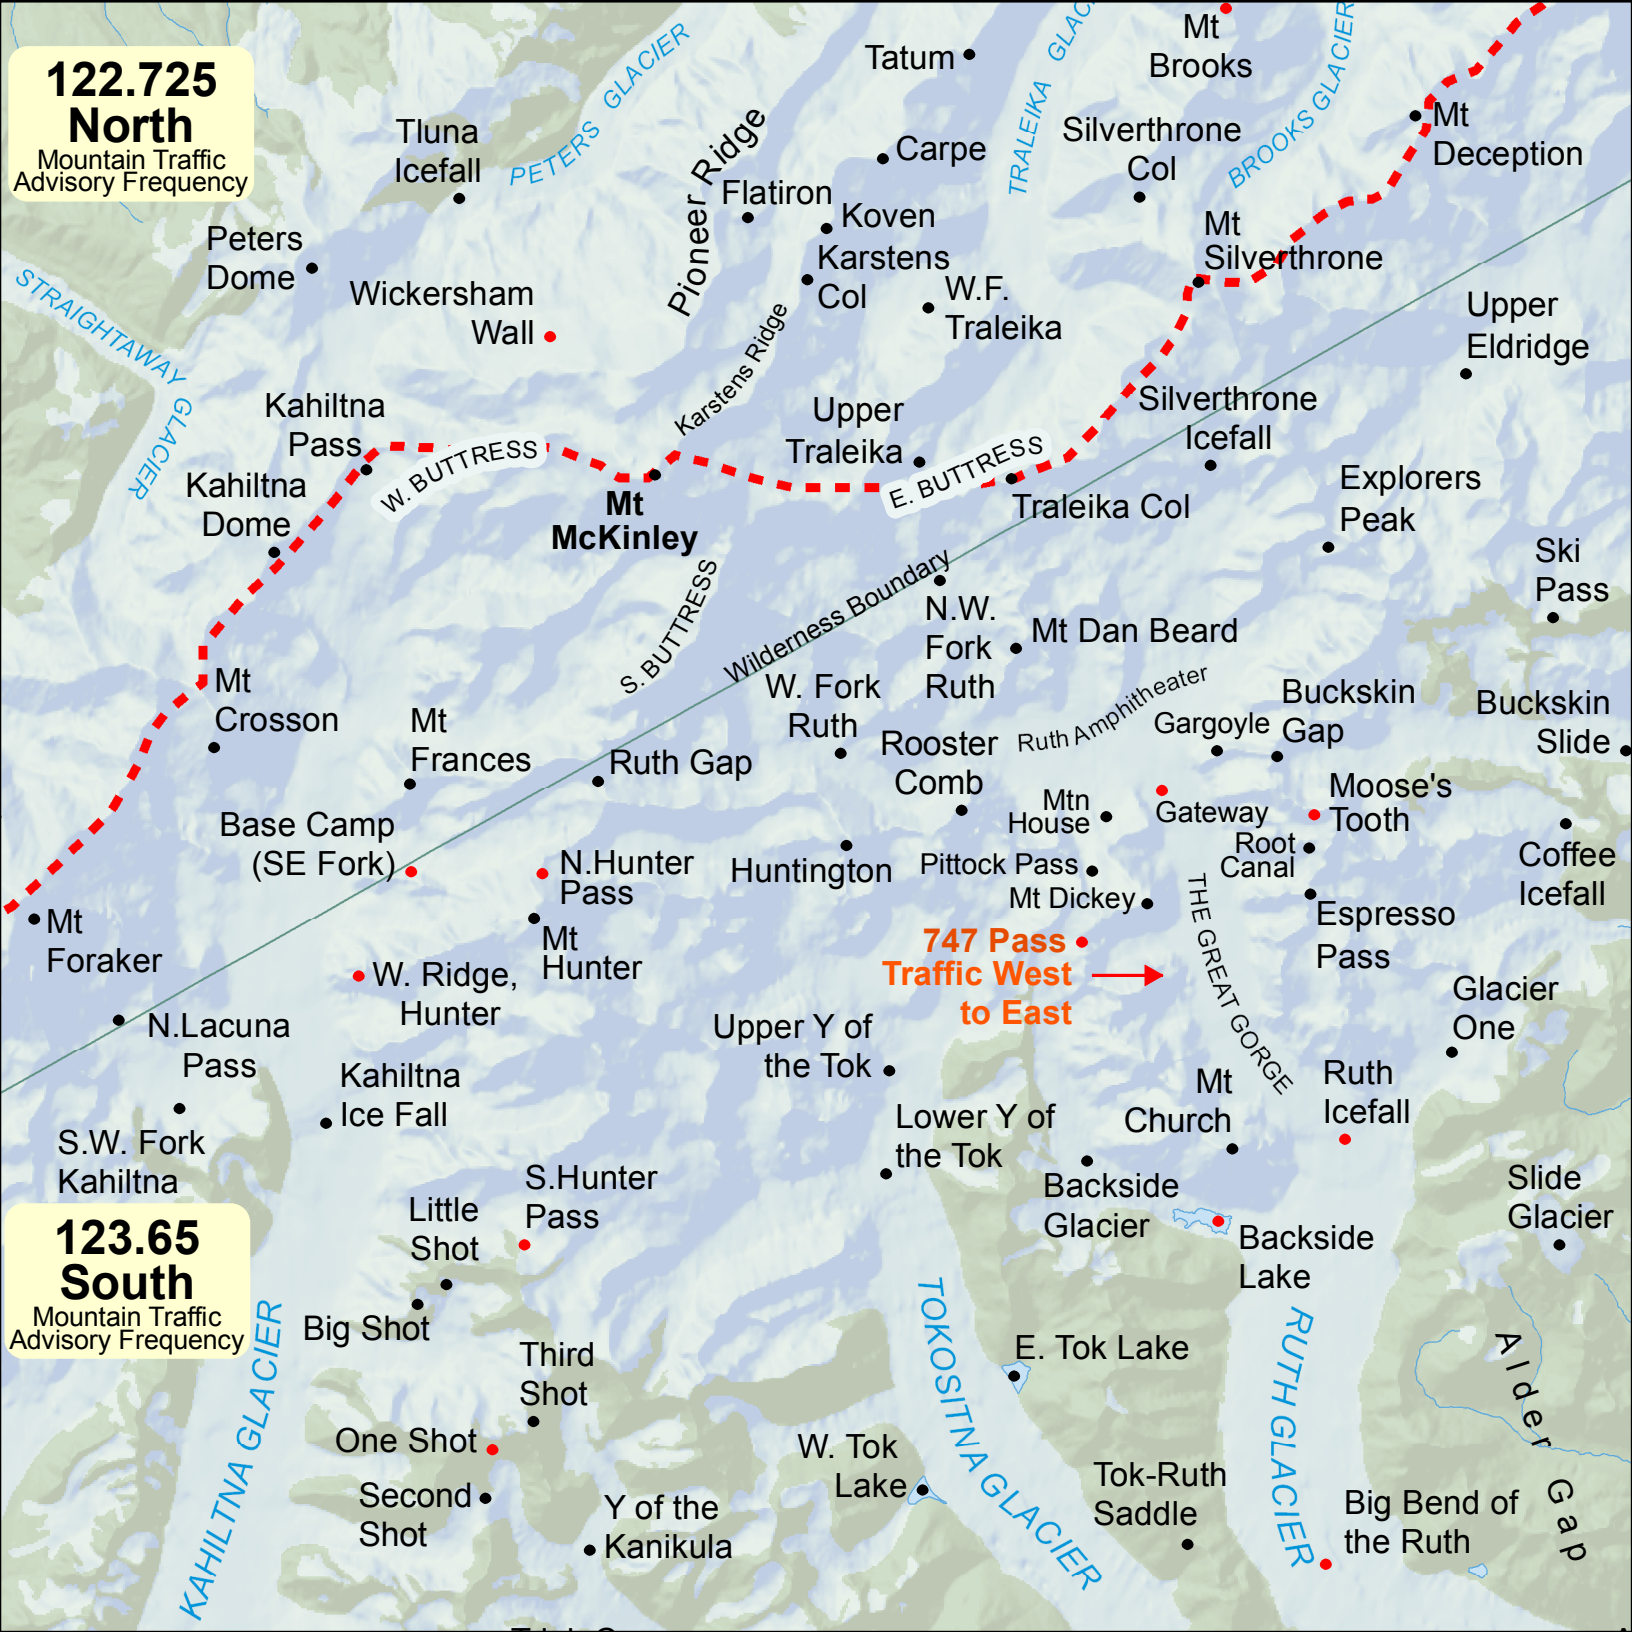 122.725
North
Mountain Traffic
Advisory Frequency
Tluna
Icefall
PETERS GLACIER
Tatum
TRALEIKA GLAC
Mt
Brooks
BROOKS GLACIER
Mt
Deception
Carpe
Silverthrone
Col
Pioneer Ridge
Flatiron
Koven
Peters
Dome
STRAIGHTAWAY GLACIER
Wickersham
Wall
Karstens
Col
W.F.
Traleika
Mt
Silverthrone
Upper
Eldridge
Karstens Ridge
Kahiltna
Pass
W. BUTTRESS
Upper
Traleika
E. BUTTRESS
Silverthrone
Icefall
Kahiltna
Dome
Mt
McKinley
Traleika Col
Explorers
Peak
Ski
Pass
S. BUTTRESS
Wilderness Boundary
N.W.
Fork
Ruth
Mt Dan Beard
Mt
Crosson
Mt
Frances
Ruth Gap
W. Fork
Ruth
Rooster
Comb
Ruth Amphitheater
Gargoyle
Buckskin
Gap
Buckskin
Slide
Base Camp
(SE Fork)
N.Hunter
Pass
Huntington
Mtn
House
Gateway
Moose's
Tooth
Root
Canal
Pittock Pass
Mt Dickey
Coffee
Icefall
Mt
Foraker
Mt
Hunter
W. Ridge,
Hunter
747 Pass
Traffic West
to East
THE GREAT GORGE
Espresso
Pass
Glacier
One
N.Lacuna
Pass
Upper Y of
the Tok
Kahiltna
Ice Fall
Mt
Church
Ruth
Icefall
S.W. Fork
Kahiltna
Lower Y of
the Tok
S.Hunter
Pass
Little
Shot
Backside
Glacier
Slide
Glacier
123.65
South
Mountain Traffic
Advisory Frequency
Backside
Lake
Big Shot
KAHILTNA GLACIER
TOKOSITNA GLACIER
RUTH GLACIER
E. Tok Lake
Alder Gap
Third
Shot
One Shot
Second
Shot
W. Tok
Lake
Tok-Ruth
Saddle
Y of the
Kanikula
Big Bend of
the Ruth